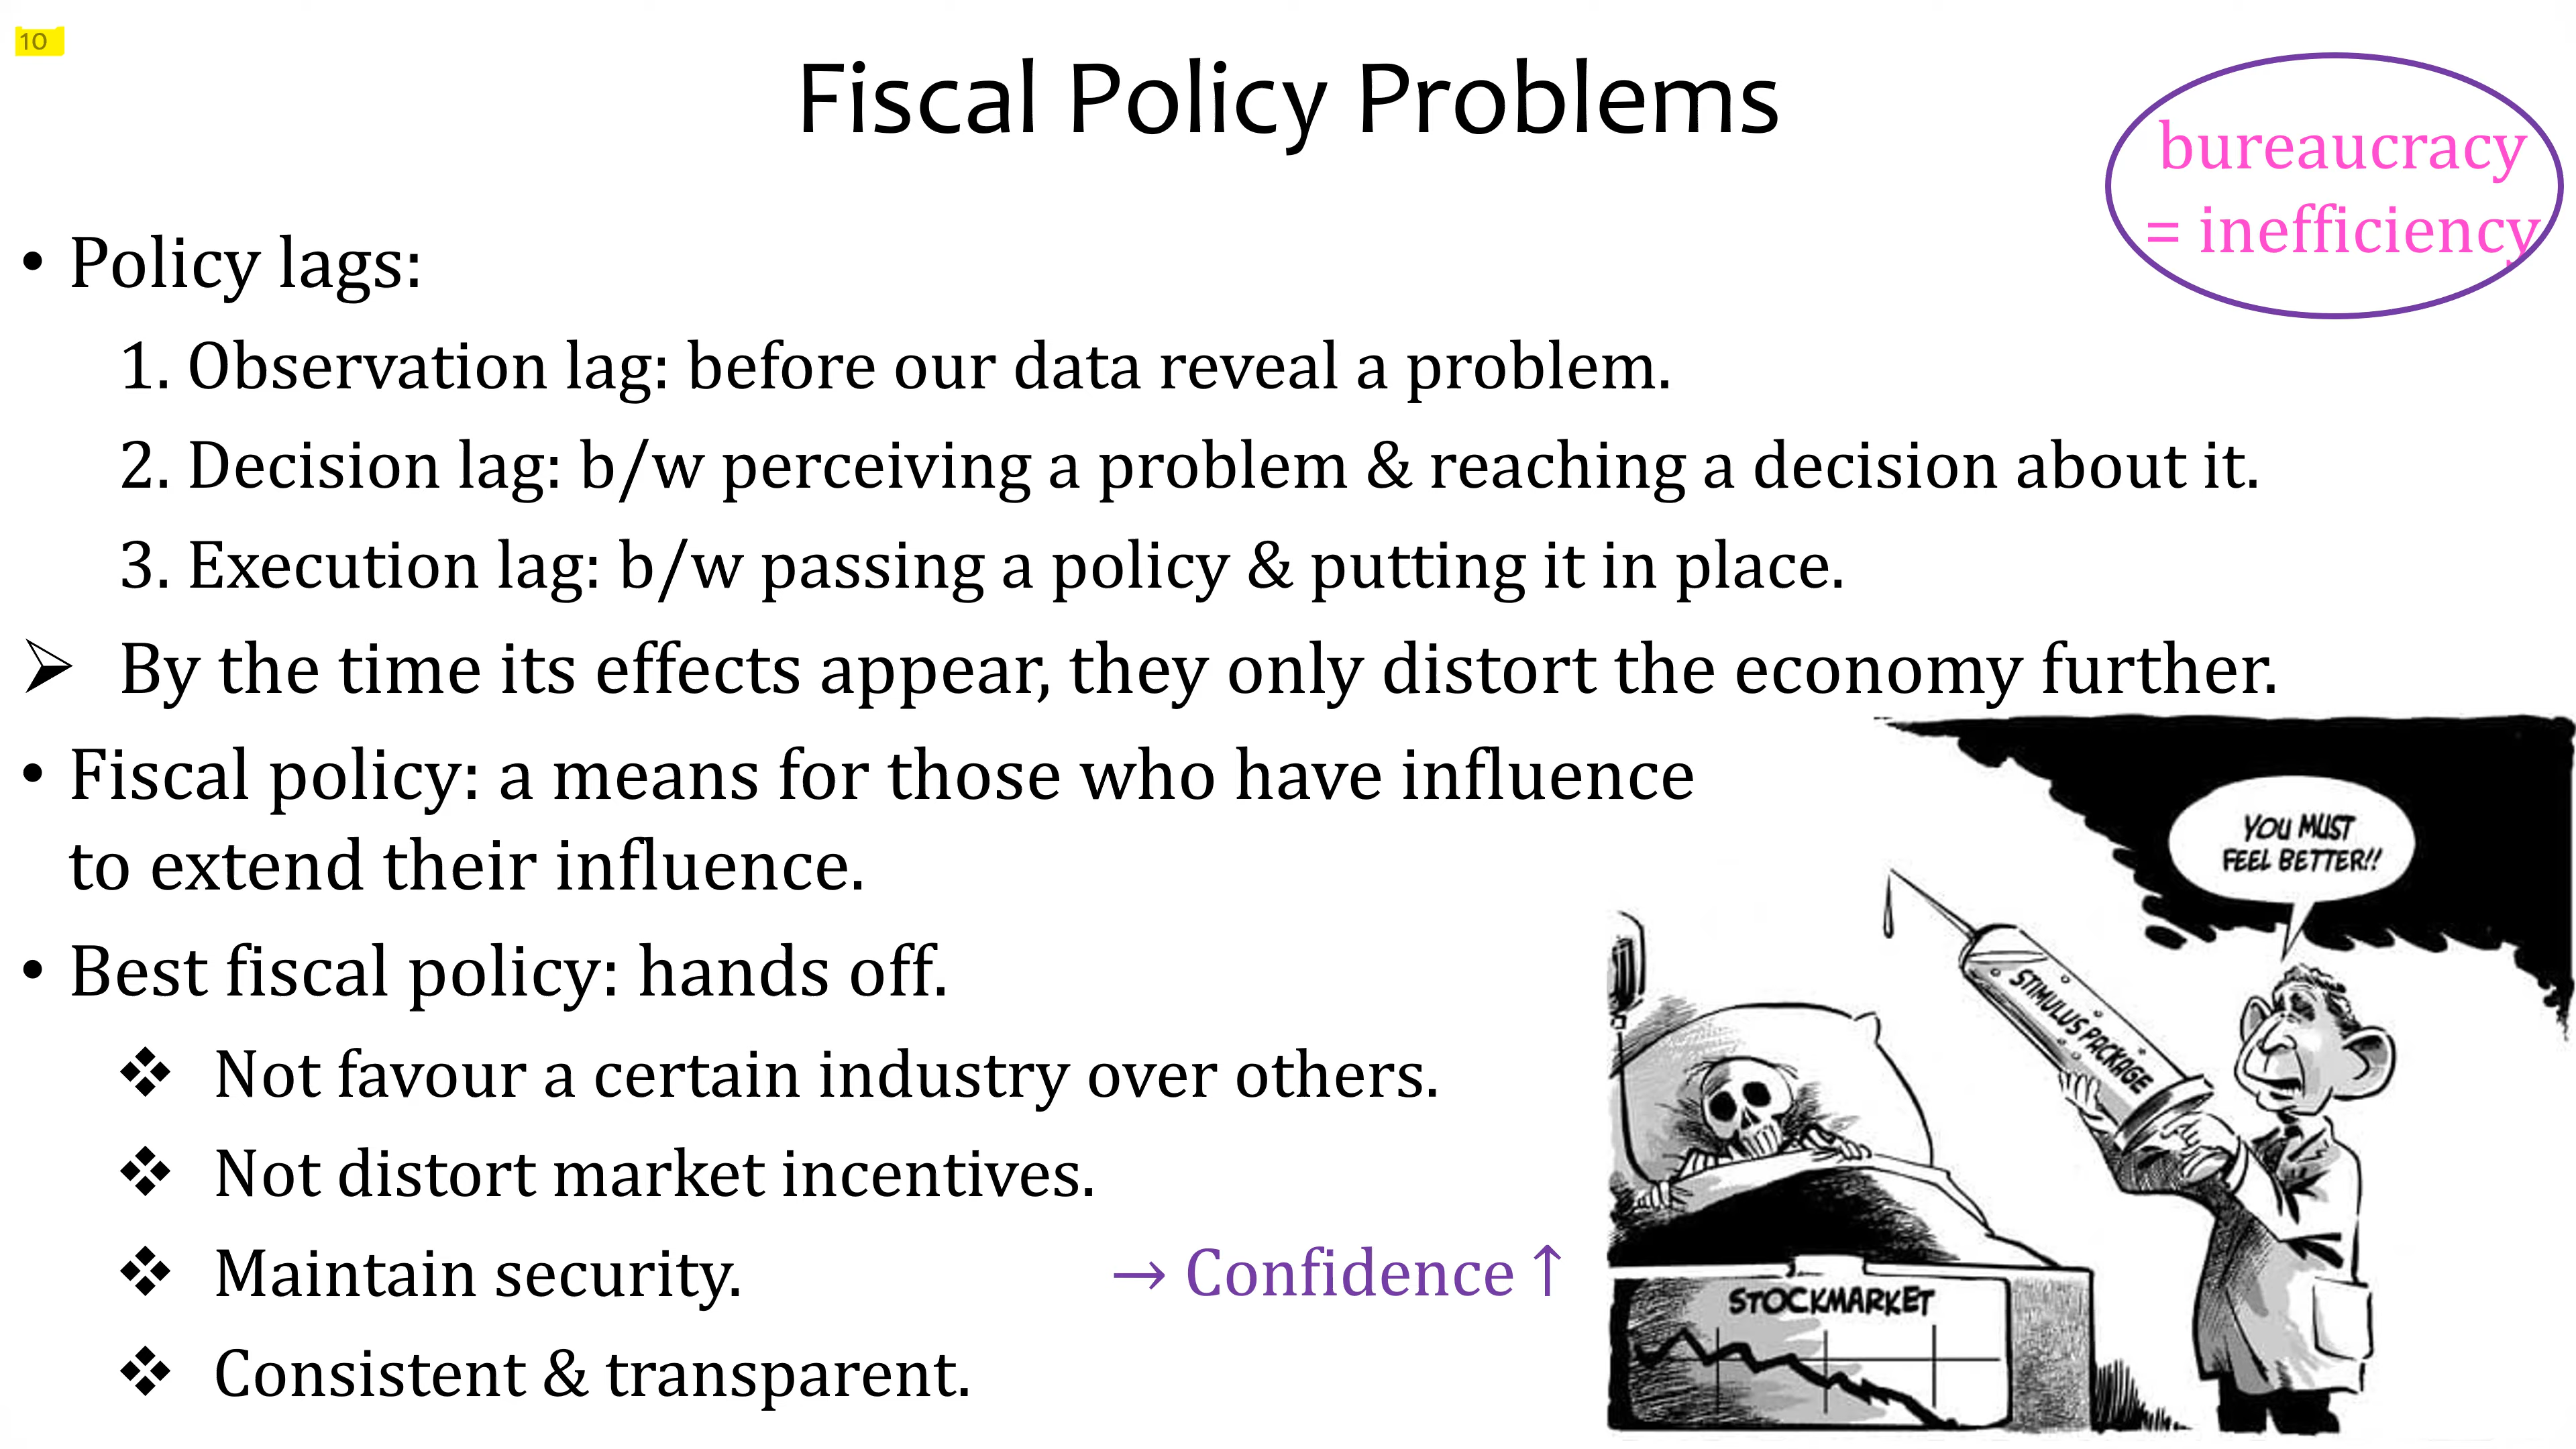 10
Fiscal Policy Problems
bureaucracy
= inefficiency
• Policy lags:
1. Observation lag: before our data reveal a problem.
2. Decision lag: b/w perceiving a problem & reaching a decision about it.
3. Execution lag: b/w passing a policy & putting it in place.
➢ By the time its effects appear, they only distort the economy further.
• Fiscal policy: a means for those who have influence
to extend their influence.
• Best fiscal policy: hands off.
❖ Not favour a certain industry over others.
❖ Not distort market incentives.
❖ Maintain security.
→ Confidence ↑
❖ Consistent & transparent.
YOU MUST
FEEL BETTER!!
STIMULUS PACKAGE
STOCKMARKET